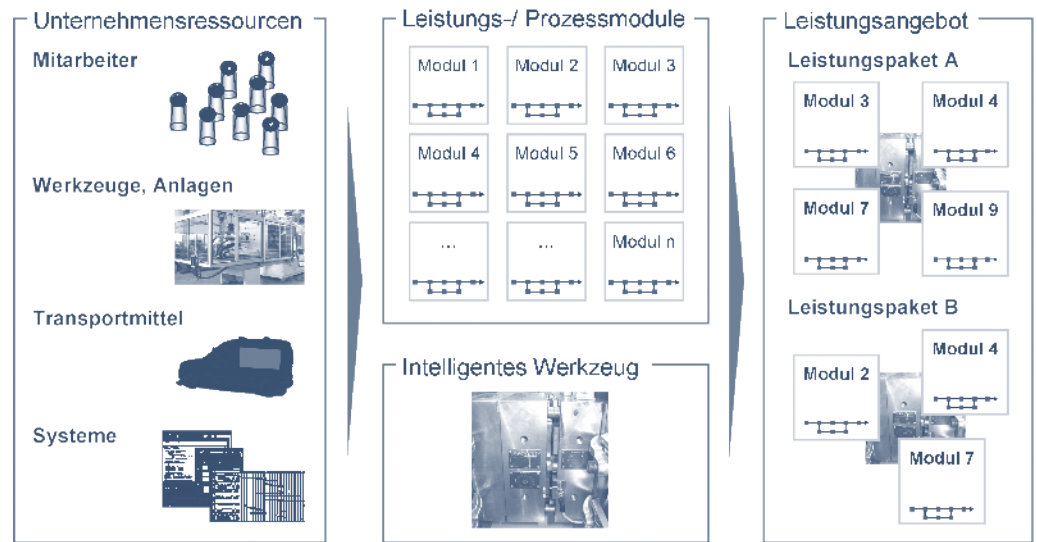 Unternehmensressourcen
Mitarbeiter
Werkzeuge, Anlagen
Transportmittel
Systeme
Leistungs-/ Prozessmodule
Modul 1
Modul 2
Modul 3
Modul 4
Modul 5
Modul 6
...
...
Modul n
Intelligentes Werkzeug
Leistungsangebot
Leistungspaket A
Modul 3
Modul 4
Modul 7
Modul 9
Leistungspaket B
Modul 4
Modul 2
Modul 7